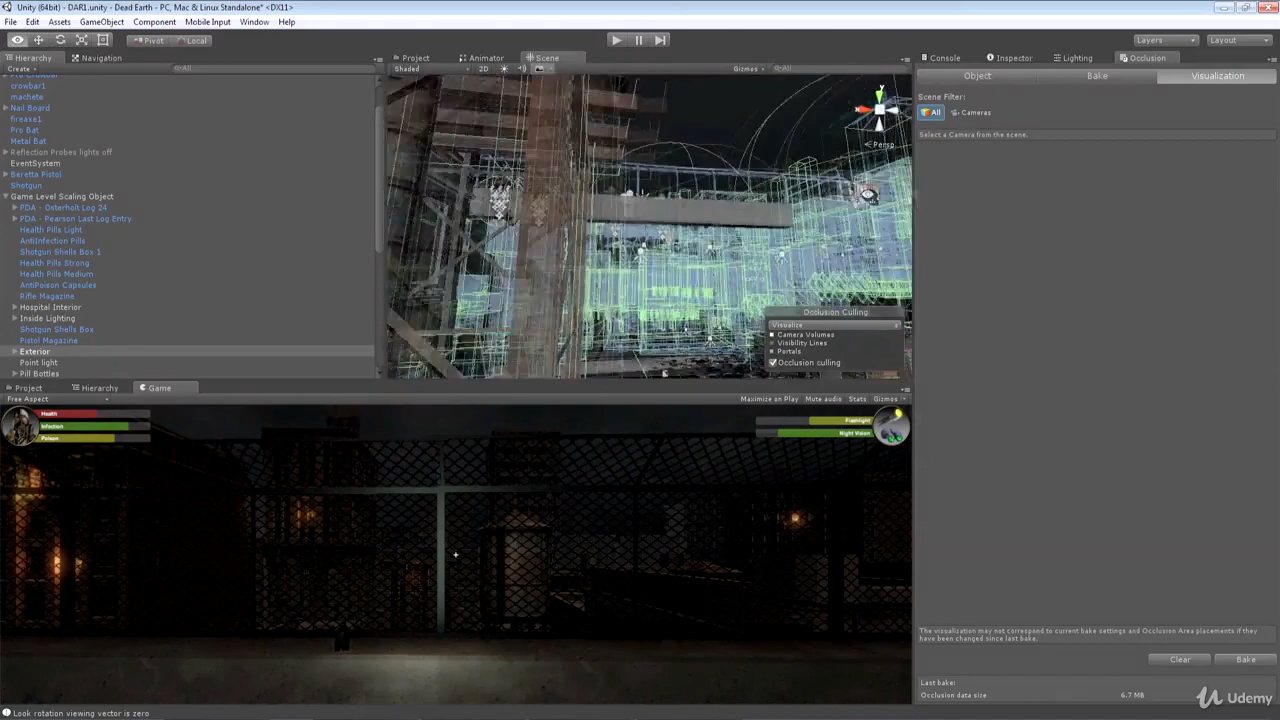 Unity (64bit) - DAR1.unity - Dead Earth - PC, Mac & Linux Standalone* <DX11>
File Edit Assets GameObject Component Mobile Input Window Help
Pivot Local Layers Layout
Hierarchy Navigation Project Animator Scene Console Inspector Lighting Occlusion
Create All Shaded 2D Gizmos All Object Bake Visualization
Pro Crowbar
crowbar1
machete
Nail Board
firease1
Pro Bat
Metal Bat
Reflection Probes lights off
EventSystem
Beretta Pistol
Shotgun
Game Level Scaling Object
PDA - Osterholt Log 24
PDA - Pearson Last Log Entry
Health Pills Light
AntiInfection Pills
Shotgun Shells Box 1
Health Pills Strong
Health Pills Medium
AntiPoison Capsules
Rifle Magazine
Hospital Interior
Inside Lighting
Shotgun Shells Box
Pistol Magazine
Exterior
Point light
Pill Bottles
y
Persp
Occlusion Culling
Visualize
Camera Volumes
Visibility Lines
Portals
Occlusion culling
Scene Filter:
All Cameras
Select a Camera from the scene.
Project Hierarchy Game
Free Aspect Maximize on Play Mute audio Stats Gizmos
Health
Infection
Poison
Flashlight
Night Vision
The visualization may not correspond to current bake settings and Occlusion Area placements if they
have been changed since last bake.
Clear Bake
Last bake:
Occlusion data size 6.7 MB
Look rotation viewing vector is zero
Udemy